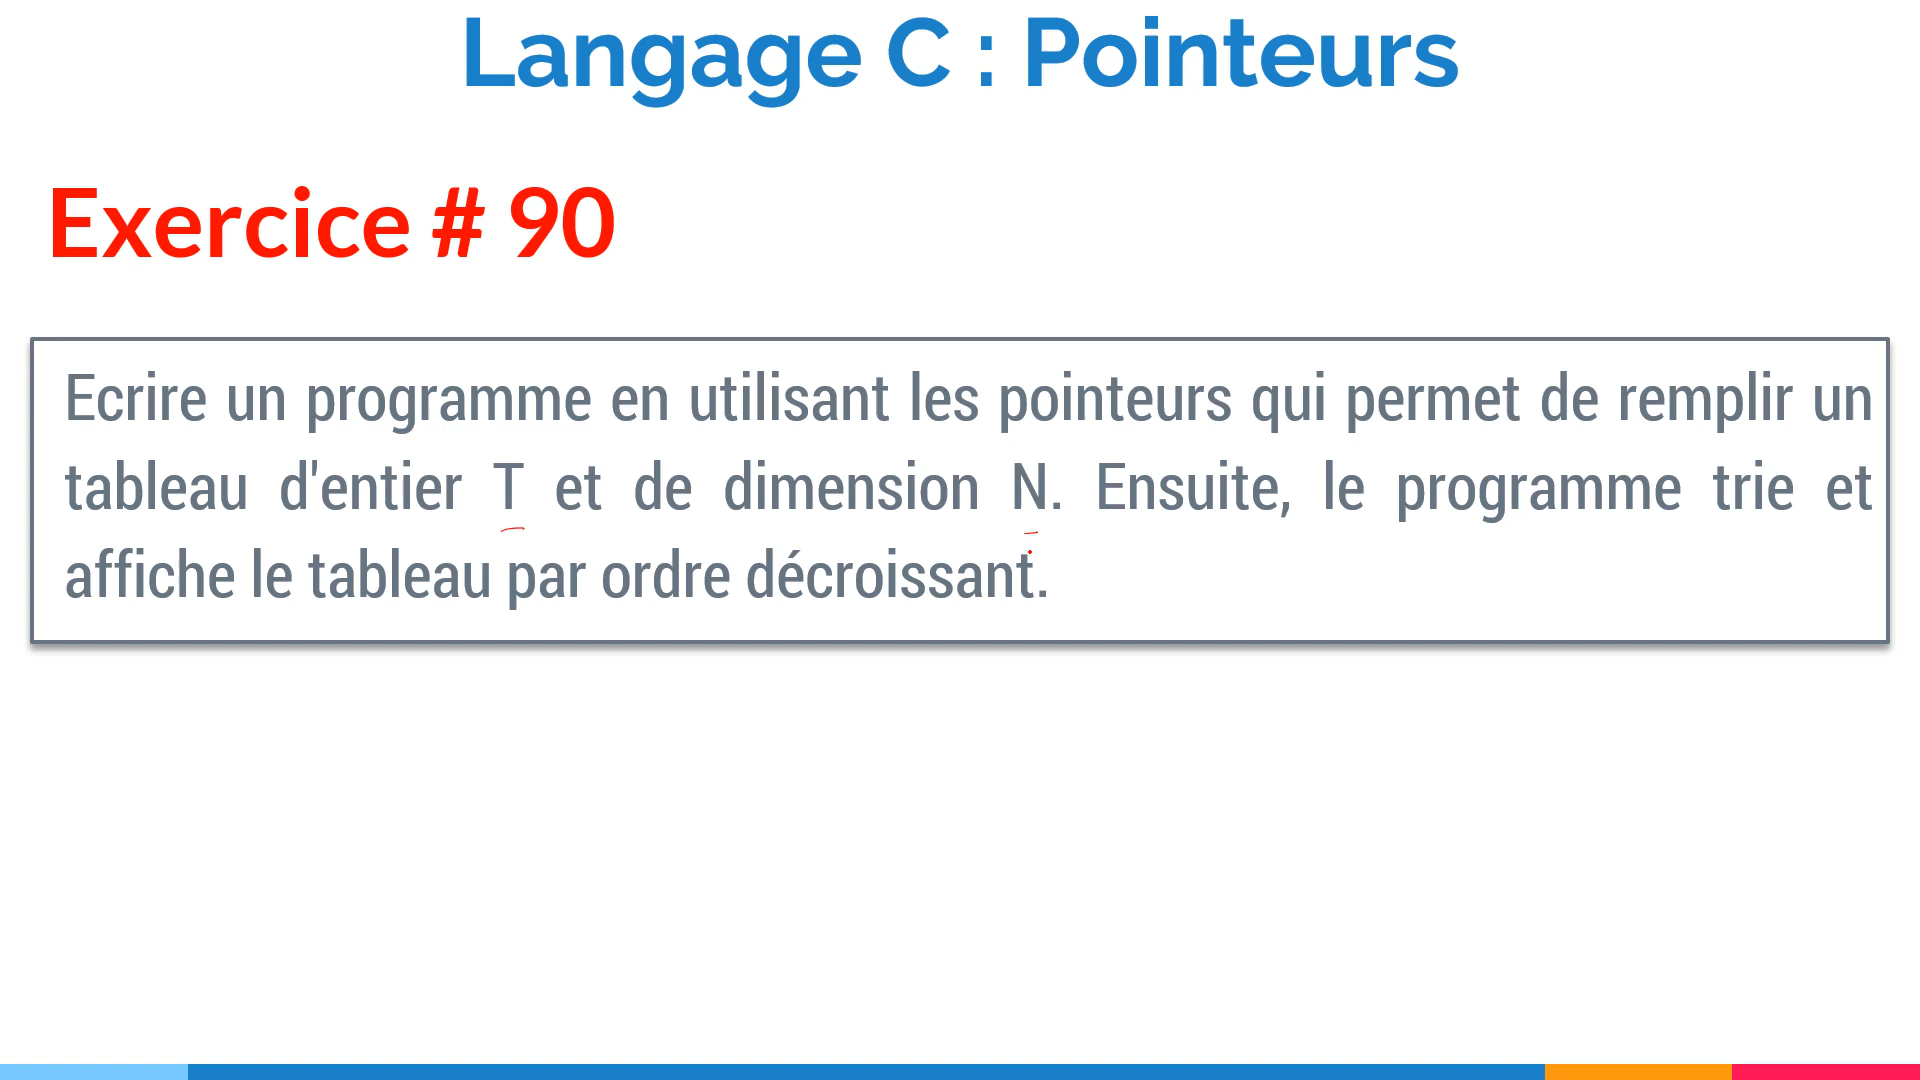 Langage C : Pointeurs
Exercice # 90
Ecrire un programme en utilisant les pointeurs qui permet de remplir un
tableau d'entier T et de dimension N. Ensuite, le programme trie et
affiche le tableau par ordre décroissant.